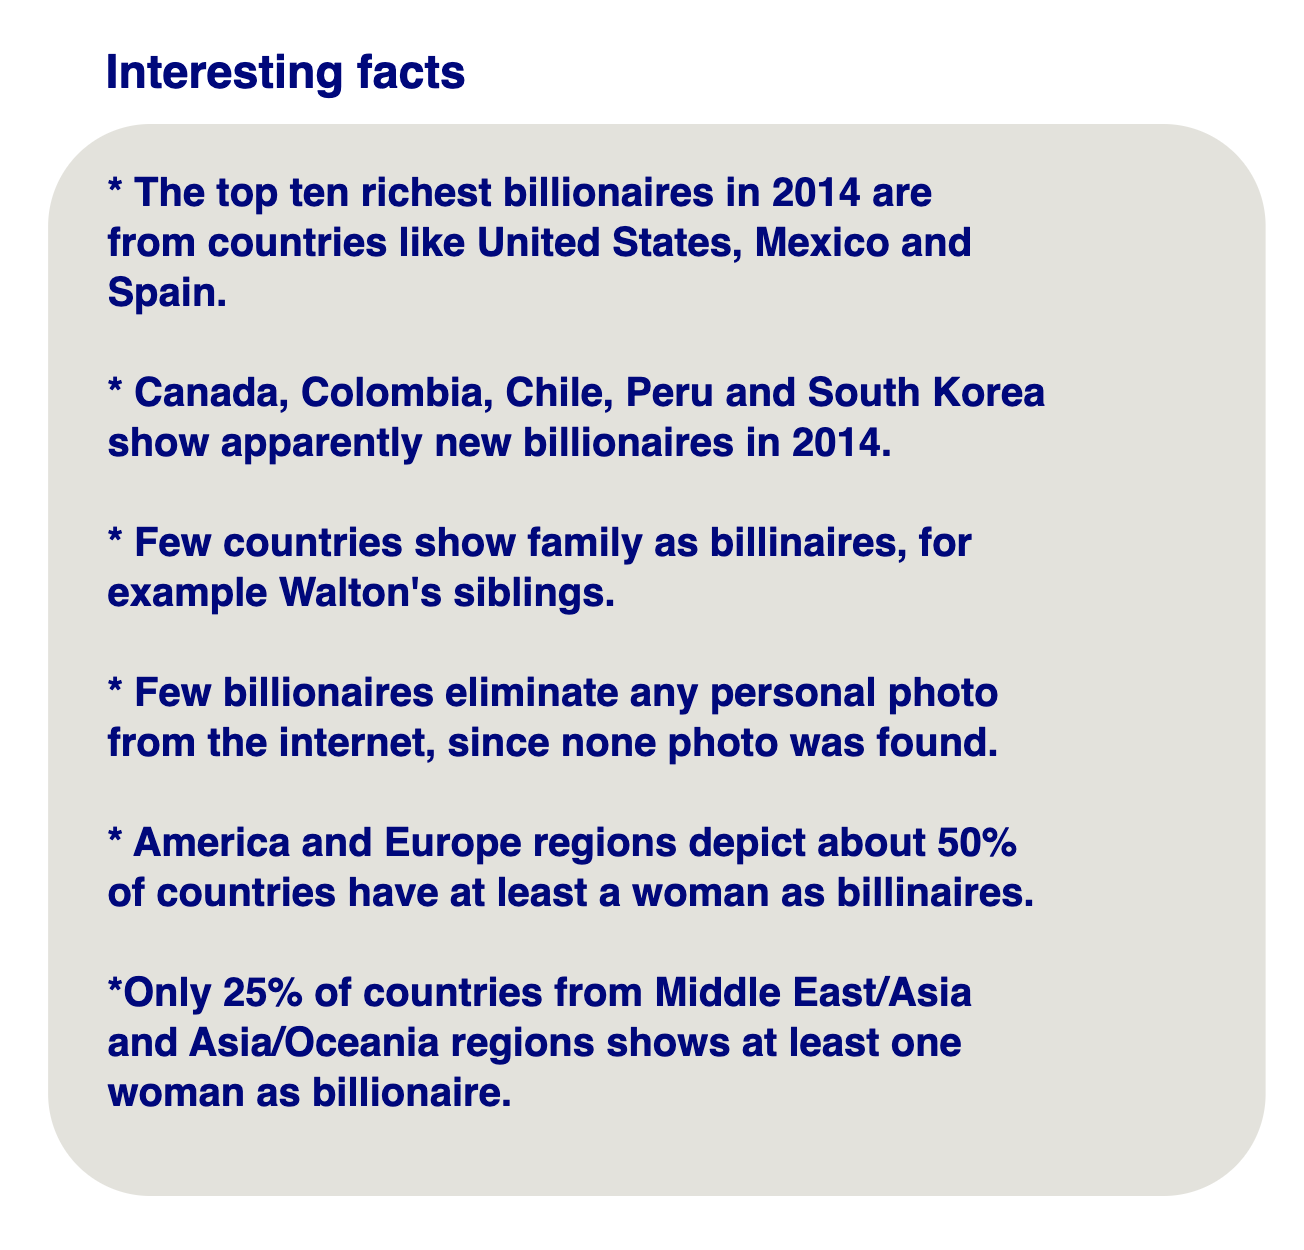 Interesting facts
* The top ten richest billionaires in 2014 are
from countries like United States, Mexico and
Spain.
* Canada, Colombia, Chile, Peru and South Korea
show apparently new billionaires in 2014.
* Few countries show family as billinaires, for
example Walton's siblings.
* Few billionaires eliminate any personal photo
from the internet, since none photo was found.
* America and Europe regions depict about 50%
of countries have at least a woman as billinaires.
*Only 25% of countries from Middle East/Asia
and Asia/Oceania regions shows at least one
woman as billionaire.